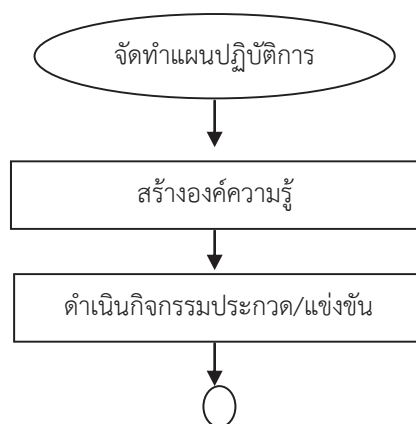 จัดทำแผนปฏิบัติการ
สร้างองค์ความรู้
ดำเนินกิจกรรมประกวด/แข่งขัน